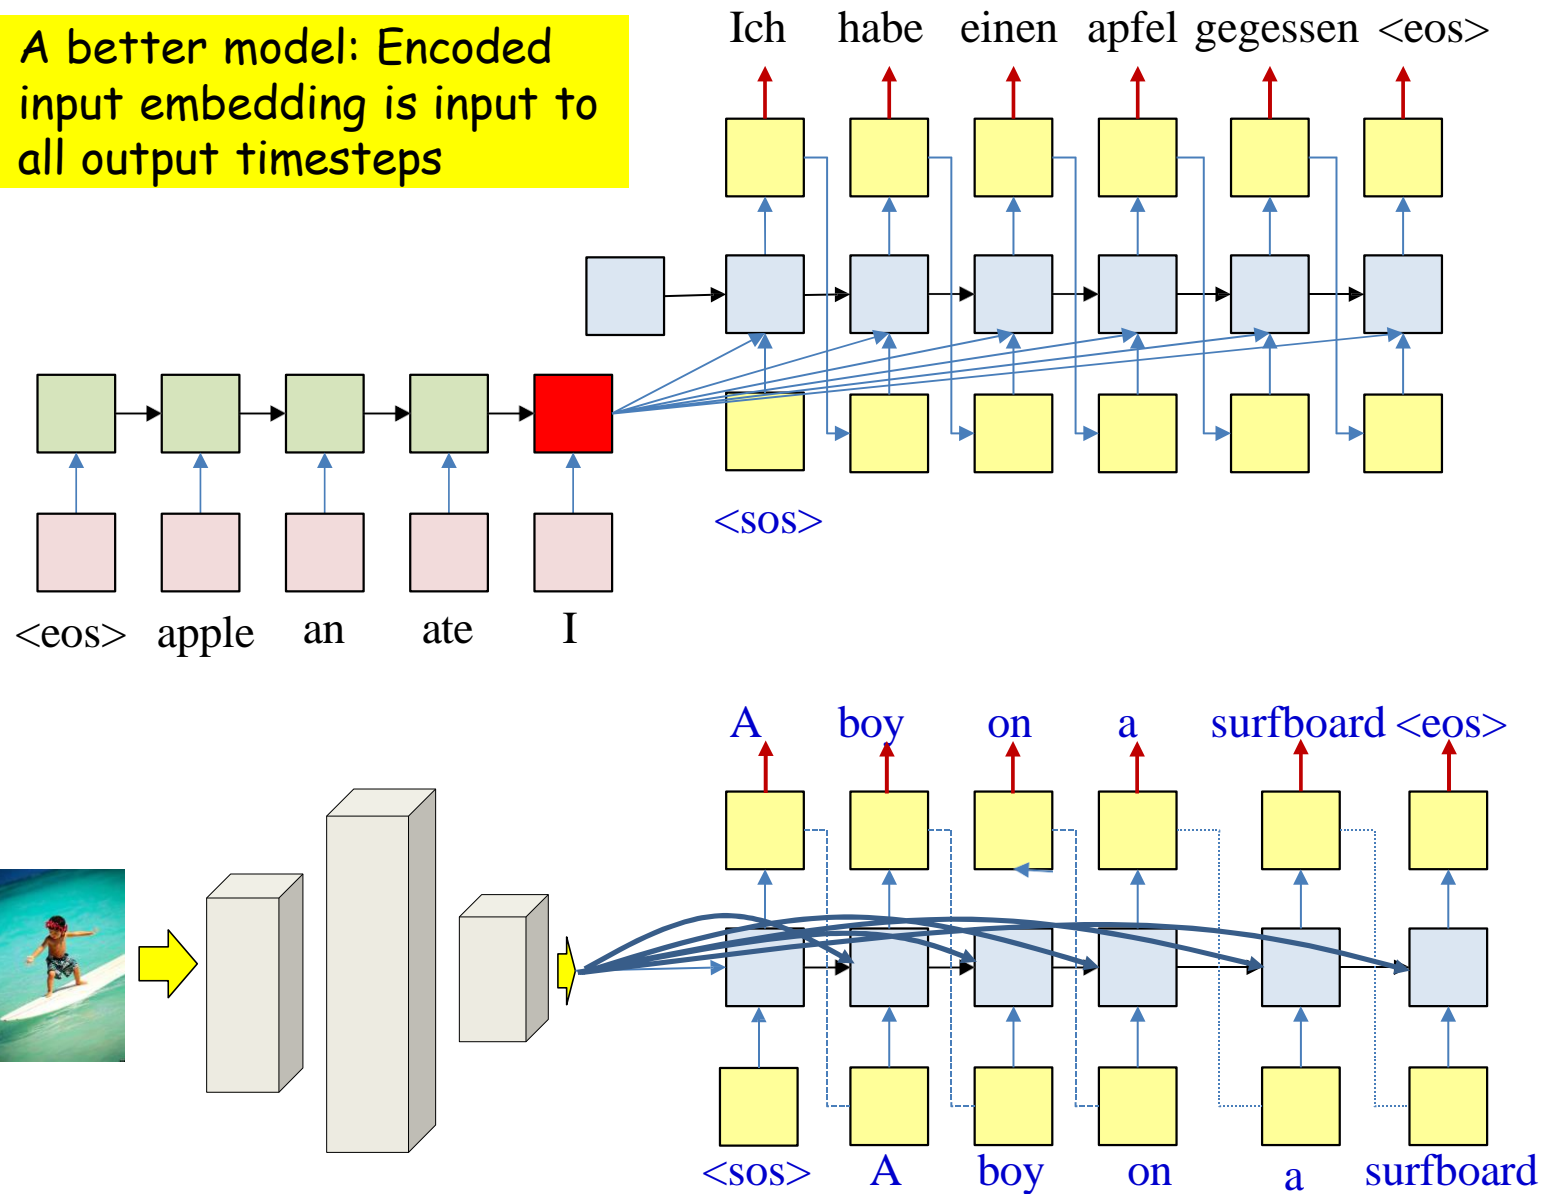 A better model: Encoded
input embedding is input to
all output timesteps
Ich habe einen apfel gegessen <eos>
<sos>
<eos> apple an ate I
A boy on a surfboard <eos>
<sos> A boy on a surfboard